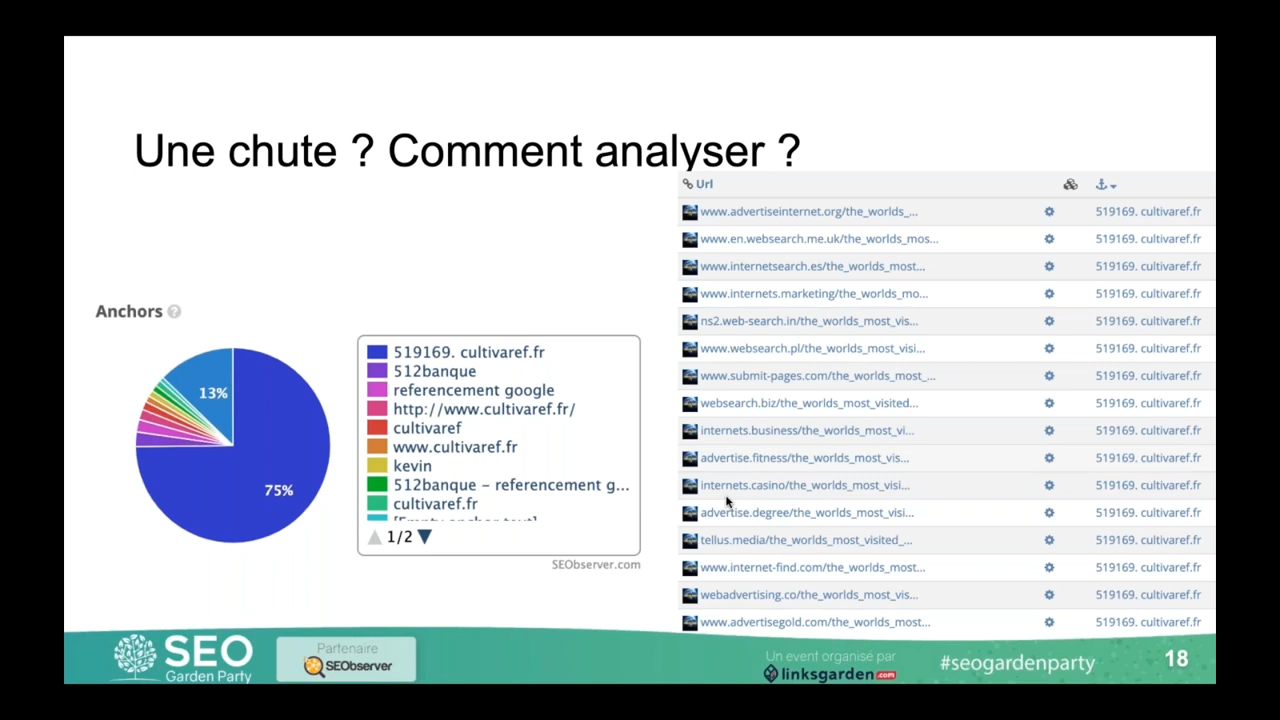 Une chute ? Comment analyser ?
Anchors ?
13%
75%
519169. cultivaref.fr
512banque
referencement google
http://www.cultivaref.fr/
cultivaref
www.cultivaref.fr
kevin
512banque – referencement g...
cultivaref.fr
[Empty anchor text]
1/2
SEObserver.com
Url
www.advertiseinternet.org/the_worlds_... 519169. cultivaref.fr
www.en.websearch.me.uk/the_worlds_mos... 519169. cultivaref.fr
www.internetsearch.es/the_worlds_most... 519169. cultivaref.fr
www.internets.marketing/the_worlds_mo... 519169. cultivaref.fr
ns2.web-search.in/the_worlds_most_vis... 519169. cultivaref.fr
www.websearch.pl/the_worlds_most_visi... 519169. cultivaref.fr
www.submit-pages.com/the_worlds_most_... 519169. cultivaref.fr
websearch.biz/the_worlds_most_visited... 519169. cultivaref.fr
internets.business/the_worlds_most_vi... 519169. cultivaref.fr
advertise.fitness/the_worlds_most_vis... 519169. cultivaref.fr
internets.casino/the_worlds_most_visi... 519169. cultivaref.fr
advertise.degree/the_worlds_most_visi... 519169. cultivaref.fr
tellus.media/the_worlds_most_visited_... 519169. cultivaref.fr
www.internet-find.com/the_worlds_most... 519169. cultivaref.fr
webadvertising.co/the_worlds_most_vis... 519169. cultivaref.fr
www.advertisegold.com/the_worlds_most... 519169. cultivaref.fr
SEO
Garden Party
Partenaire
SEObserver
Un event organisé par
linksgarden.com
#seogardenparty
18